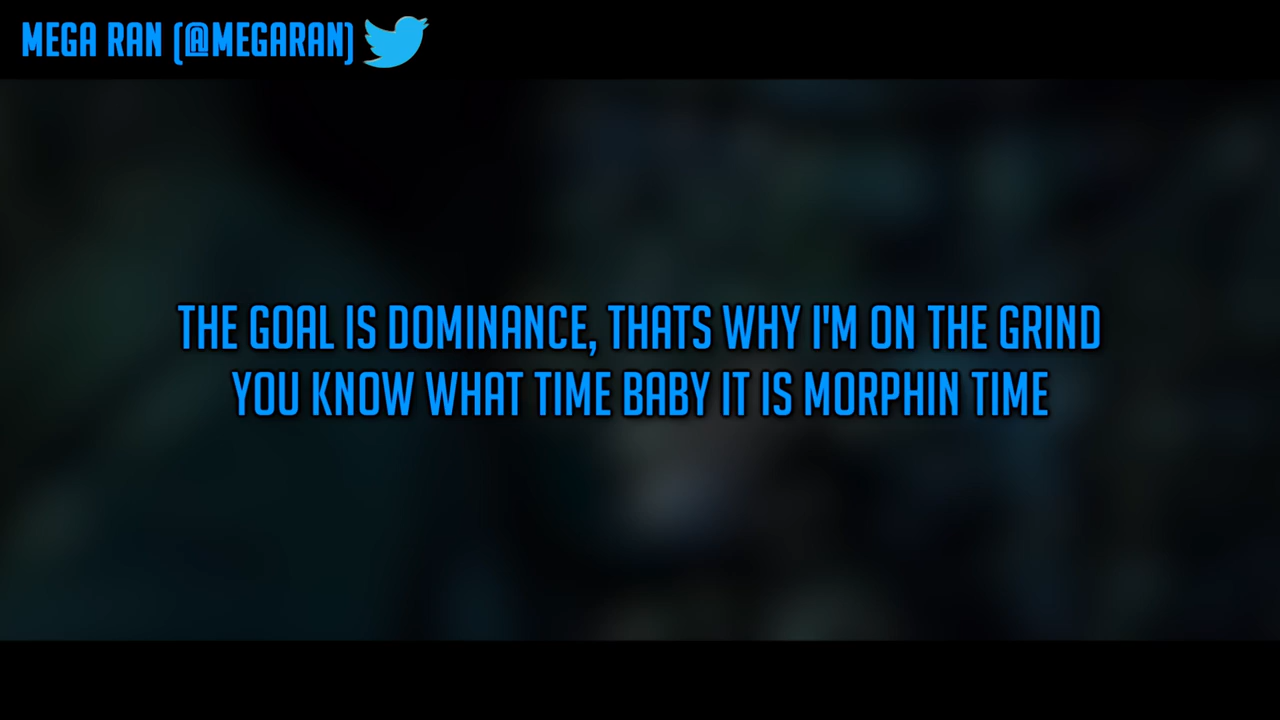 MEGA RAN (@MEGARAN)
THE GOAL IS DOMINANCE, THATS WHY I'M ON THE GRIND
YOU KNOW WHAT TIME BABY IT IS MORPHIN TIME